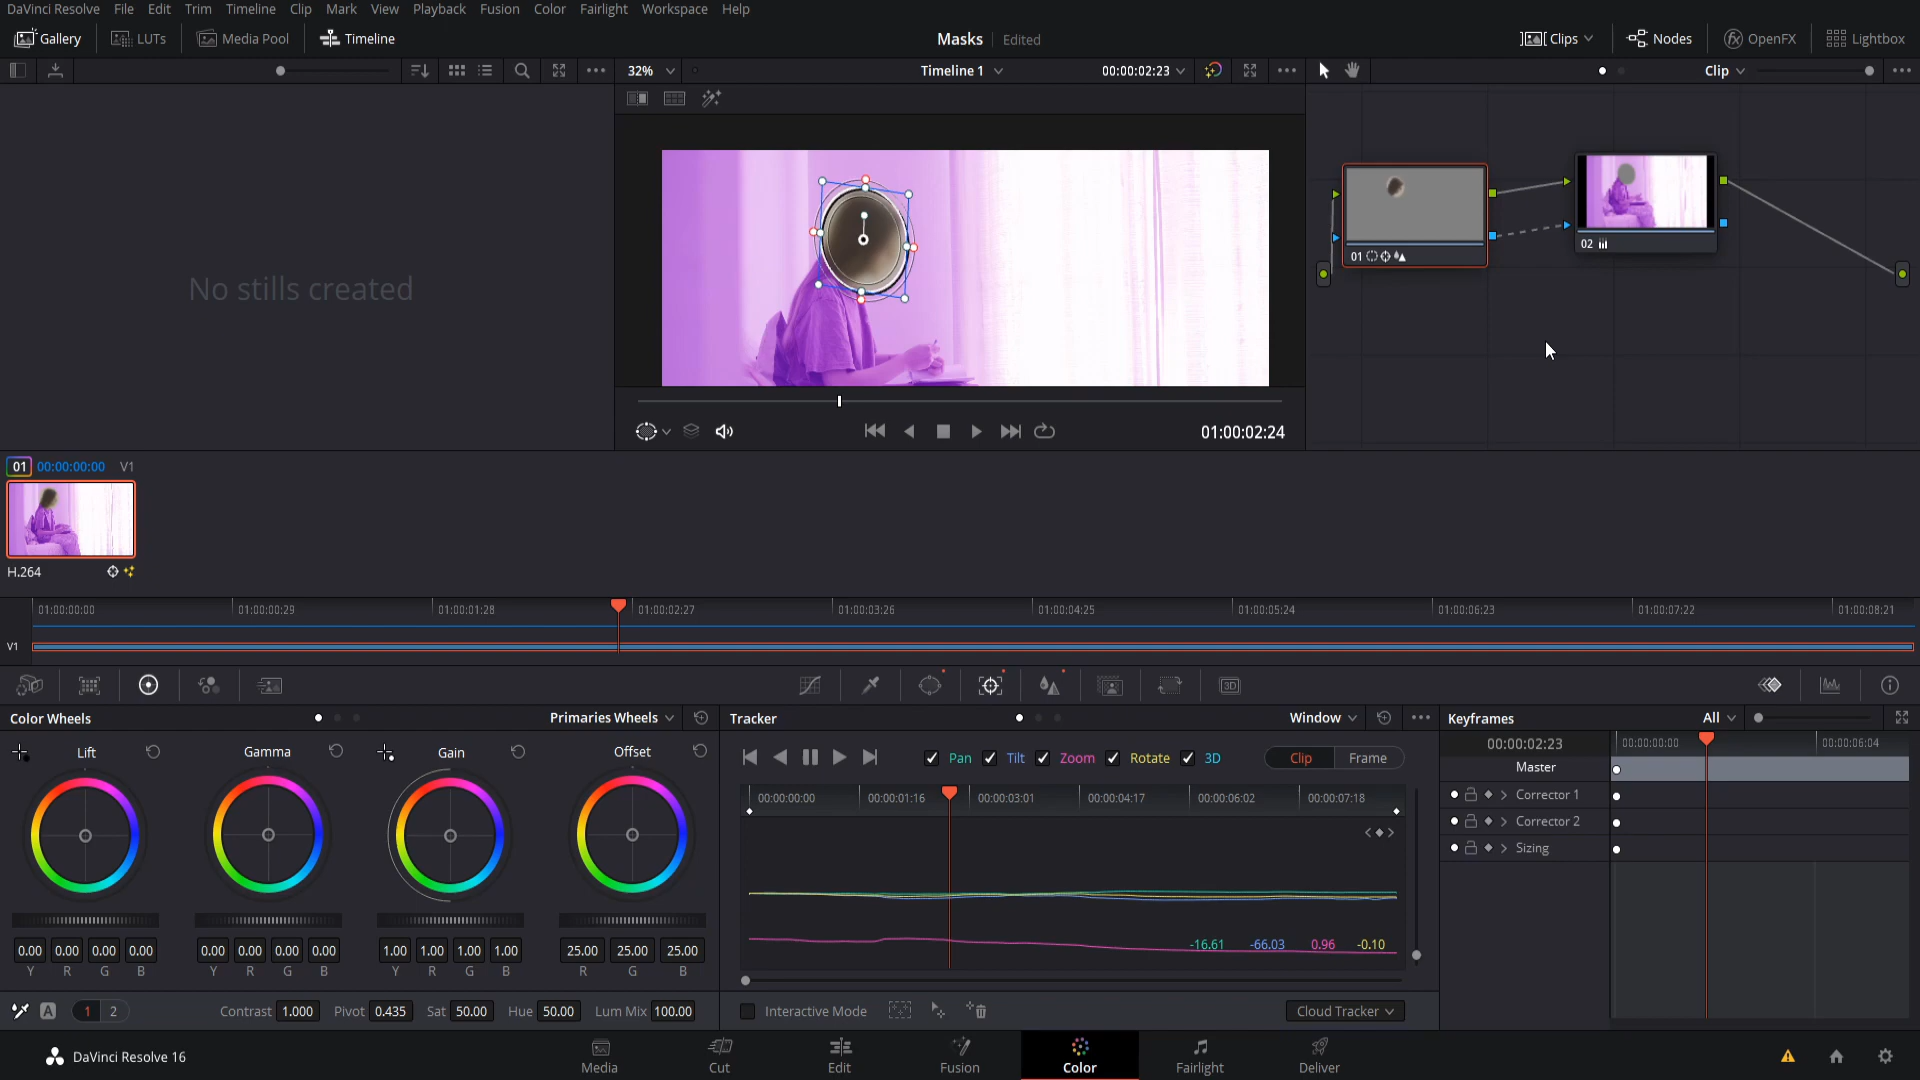 DaVinci Resolve File Edit Trim Timeline Clip Mark View Playback Fusion Color Fairlight Workspace Help
Gallery LUTs Media Pool Timeline Masks Edited Clips Nodes OpenFX Lightbox
32% Timeline 1 00:00:02:23 Clip
No stills created
01
02
01:00:02:24
01 00:00:00:00 V1
H.264
01:00:00:00 01:00:00:29 01:00:01:28 01:00:02:27 01:00:03:26 01:00:04:25 01:00:05:24 01:00:06:23 01:00:07:22 01:00:08:21
V1
3D
Color Wheels Primaries Wheels Tracker Window Keyframes All
Lift Gamma Gain Offset
Pan Tilt Zoom Rotate 3D Clip Frame
00:00:02:23 00:00:00:00 00:00:06:04
Master
00:00:00:00 00:00:01:16 00:00:03:01 00:00:04:17 00:00:06:02 00:00:07:18
Corrector 1
Corrector 2
Sizing
-16.61 -66.03 0.96 -0.10
0.00 0.00 0.00 0.00 0.00 0.00 0.00 0.00 1.00 1.00 1.00 1.00 25.00 25.00 25.00
Y R G B Y R G B Y R G B R G B
A 1 2 Contrast 1.000 Pivot 0.435 Sat 50.00 Hue 50.00 Lum Mix 100.00
Interactive Mode Cloud Tracker
DaVinci Resolve 16
Media Cut Edit Fusion Color Fairlight Deliver